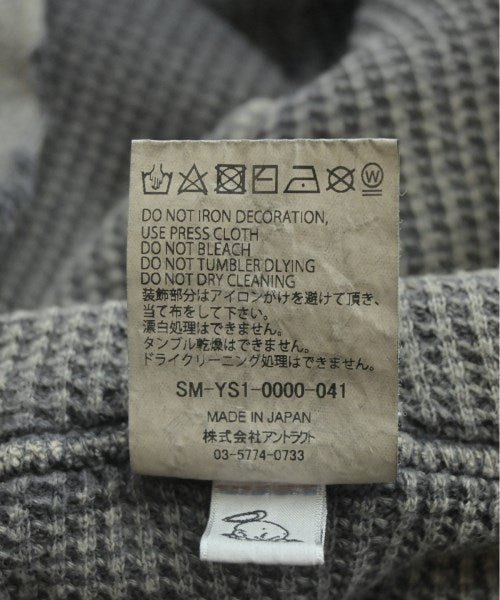 DO NOT IRON DECORATION,
USE PRESS CLOTH
DO NOT BLEACH
DO NOT TUMBLER DLYING
DO NOT DRY CLEANING
装飾部分はアイロンがけを避けて頂き、
当て布をして下さい。
漂白処理はできません。
タンブル乾燥はできません。
ドライクリーニング処理はできません。
SM-YS1-0000-041
MADE IN JAPAN
株式会社アントラクト
03-5774-0733